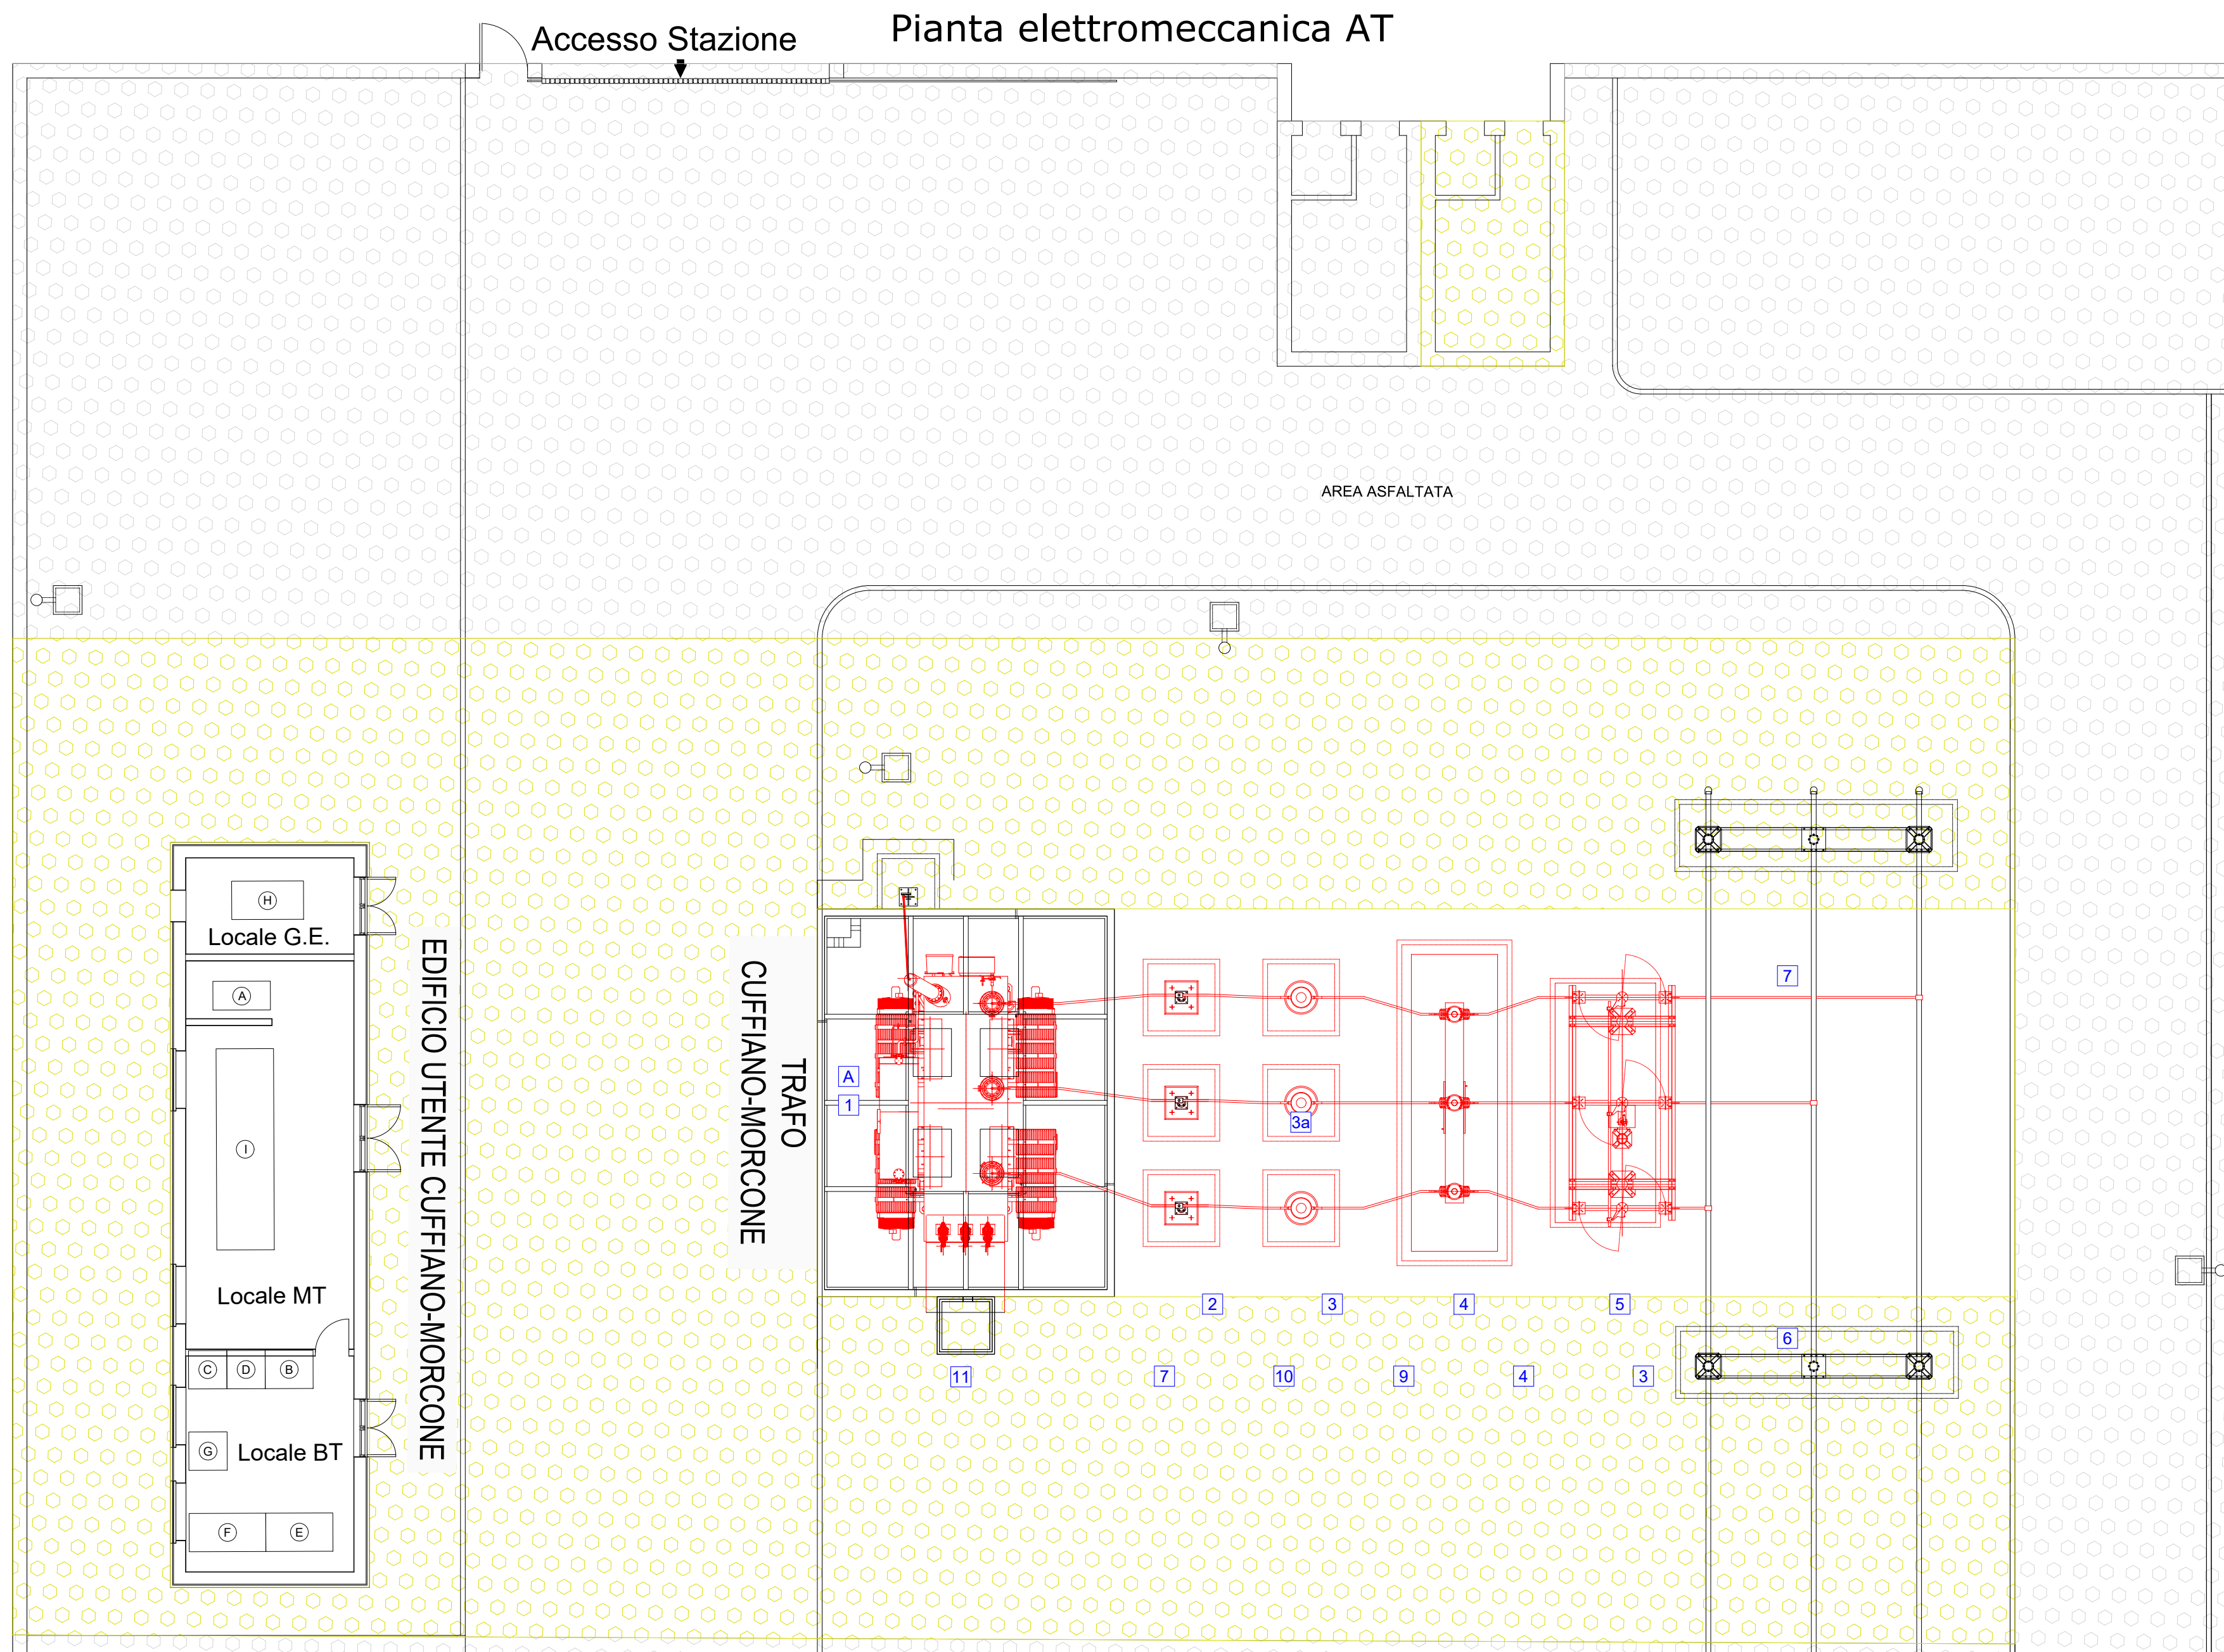 Pianta elettromeccanica AT
Accesso Stazione
AREA ASFALTATA
H
Locale G.E.
A
I
Locale MT
C
D
B
G
Locale BT
F
E
EDIFICIO UTENTE CUFFIANO-MORCONE
TRAFO
CUFFIANO-MORCONE
A
1
3a
7
2
3
4
5
6
11
7
10
9
4
3